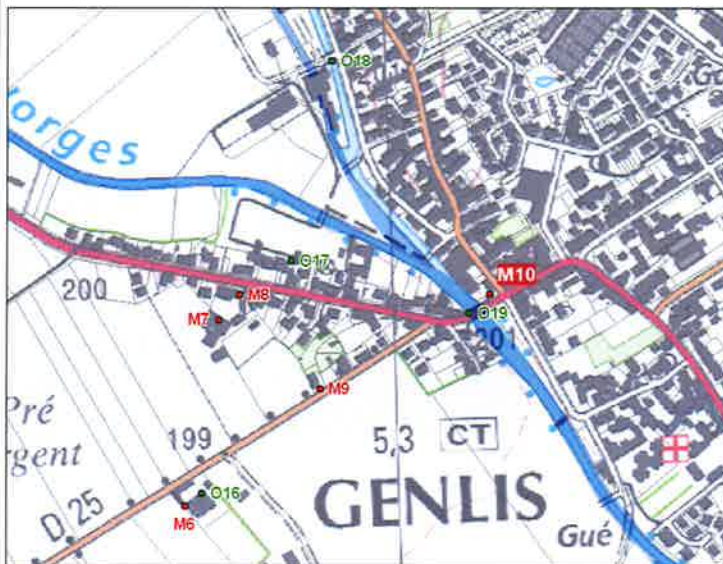 O18
orges
O17
M10
200
M8
O19
M7
201
M9
Pré
rgent
199
5,3
CT
O16
GENLIS
D 25
M6
Gué